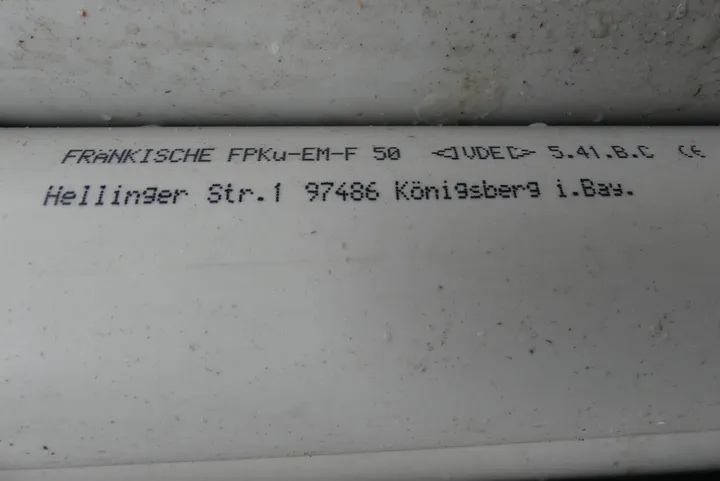 FRÄNKISCHE FPKu-EM-F 50 ◁VDE▷ 5.41.B.C CE
Hellinger Str.1 97486 Königsberg i.Bay.